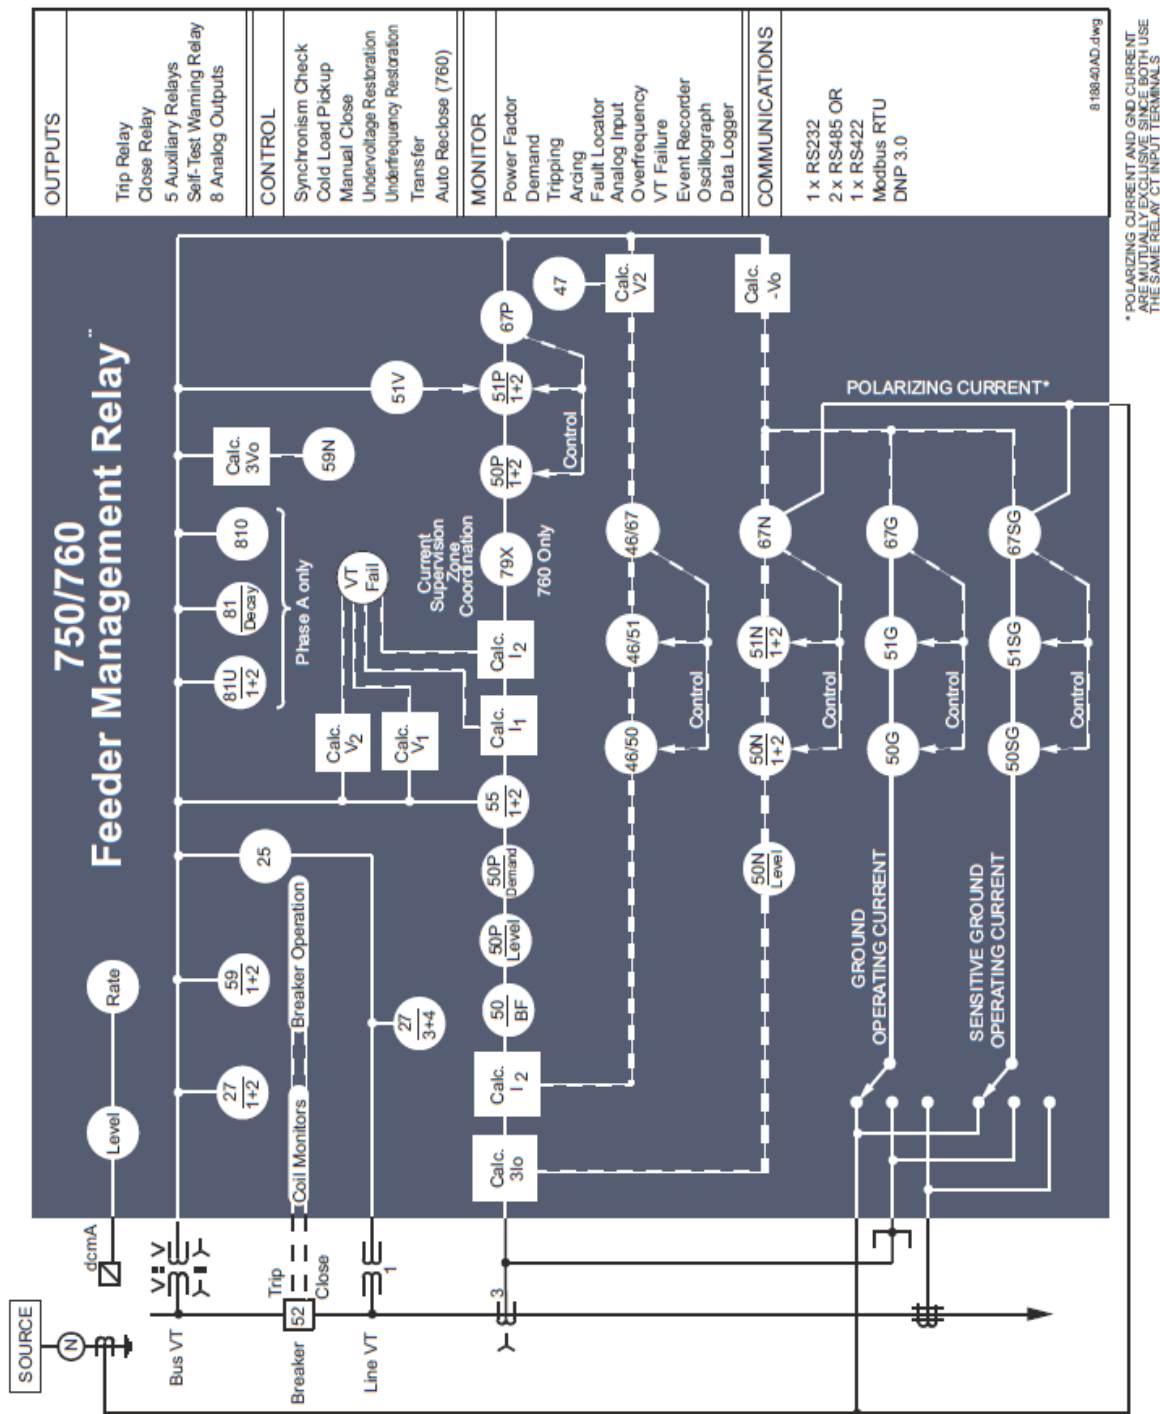 OUTPUTS
Trip Relay
Close Relay
5 Auxiliary Relays
Self-Test Warning Relay
8 Analog Outputs
CONTROL
Synchronism Check
Cold Load Pickup
Manual Close
Undervoltage Restoration
Underfrequency Restoration
Transfer
Auto Reclose (760)
MONITOR
Power Factor
Demand
Tripping
Arcing
Fault Locator
Analog Input
Overfrequency
VT Failure
Event Recorder
Oscillograph
Data Logger
COMMUNICATIONS
1 x RS232
2 x RS485 OR
1 x RS422
Modbus RTU
DNP 3.0
818840AD.dwg
* POLARIZING CURRENT AND GND CURRENT
ARE MUTUALLY EXCLUSIVE SINCE BOTH USE
THE SAME RELAY CT INPUT TERMINALS
750/760
Feeder Management Relay
SOURCE
N
dcmA
Level
Rate
Bus VT
27
1+2
59
1+2
25
81U
1+2
81
Decay
810
Phase A only
Calc.
3Vo
59N
51V
Breaker
52
Trip
Close
Coil Monitors
Breaker Operation
Line VT
1
27
3+4
Calc.
V2
Calc.
V1
VT
Fail
Current
Supervision
Zone
Coordination
3
Calc.
3Io
Calc.
I 2
50
BF
50P
Level
50P
Demand
55
1+2
Calc.
I1
Calc.
I2
79X
760 Only
50P
1+2
51P
1+2
67P
Control
47
46/50
46/51
46/67
Calc.
V2
Control
50N
Level
50N
1+2
51N
1+2
67N
Calc.
-Vo
Control
POLARIZING CURRENT*
GROUND
OPERATING CURRENT
50G
51G
67G
Control
SENSITIVE GROUND
OPERATING CURRENT
50SG
51SG
67SG
Control